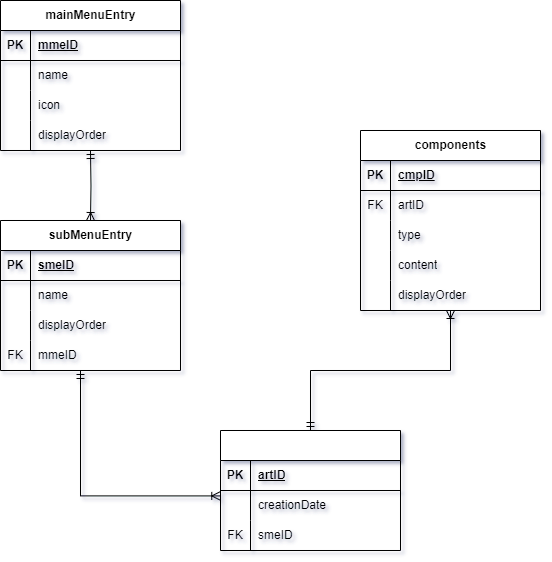 mainMenuEntry
PK mmeID
name
icon
displayOrder
subMenuEntry
PK smeID
name
displayOrder
FK mmeID
components
PK cmpID
FK artID
type
content
displayOrder
PK artID
creationDate
FK smeID